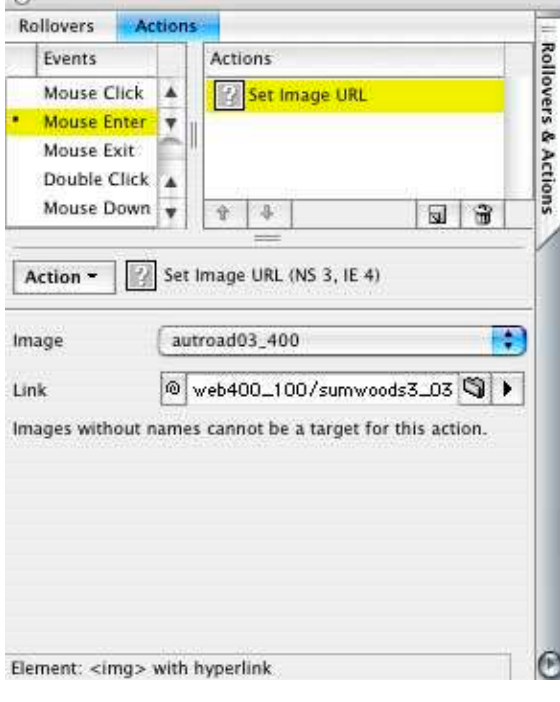 Rollovers Actions
Events Actions
Mouse Click
Set Image URL
Mouse Enter
Mouse Exit
Double Click
Mouse Down
Rollovers & Actions
Action ? Set Image URL (NS 3, IE 4)
Image autroad03_400
Link @ web400_100/sumwoods3_03
Images without names cannot be a target for this action.
Element: <img> with hyperlink